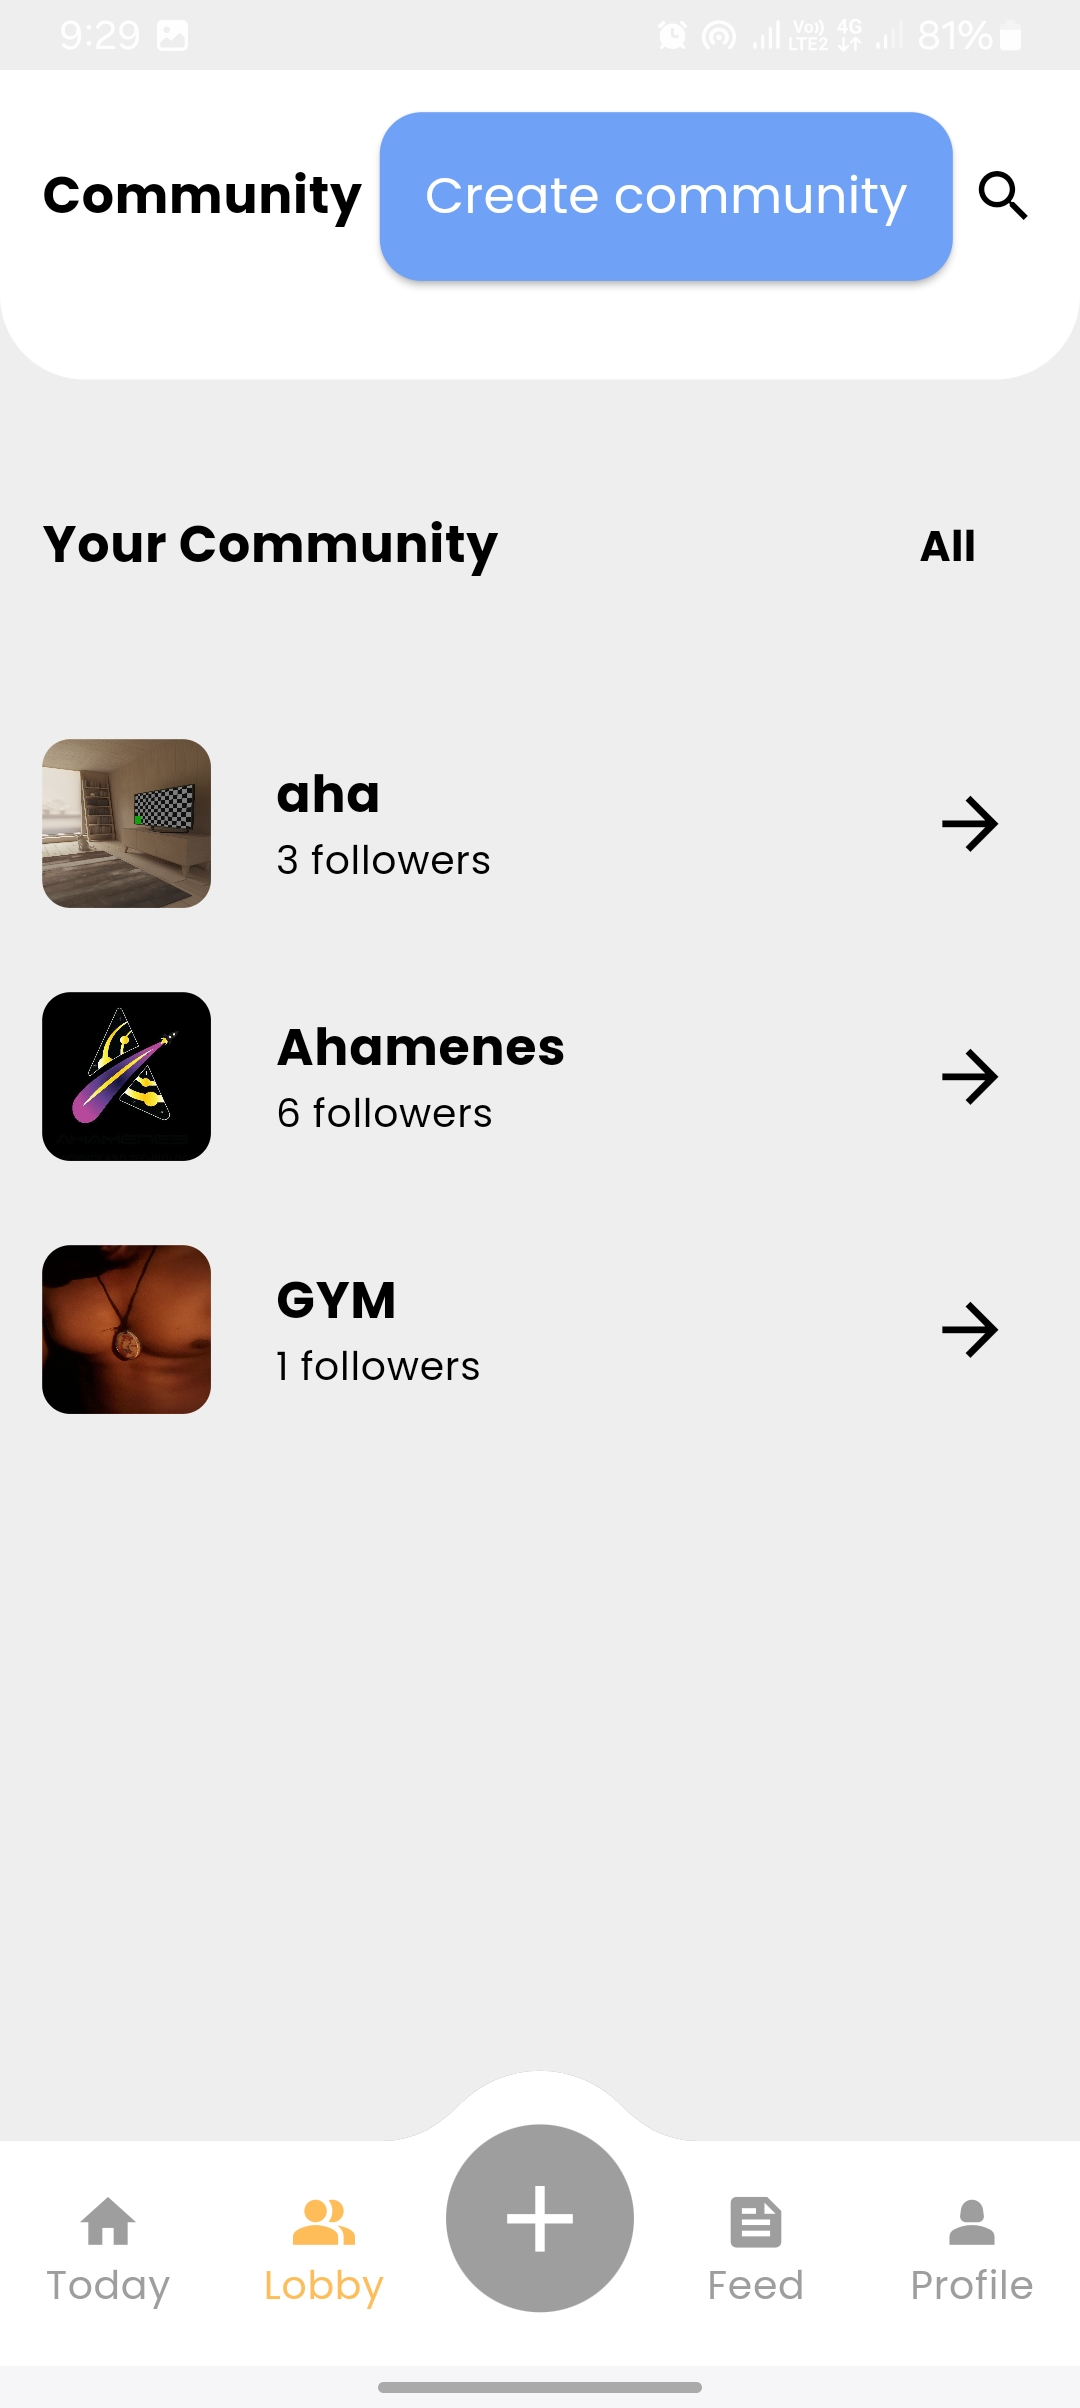 9:29 Vo)) LTE2 4G 81%
Community Create community
Your Community All
aha
3 followers
AHAMENES
Ahamenes
6 followers
GYM
1 followers
Today Lobby Feed Profile